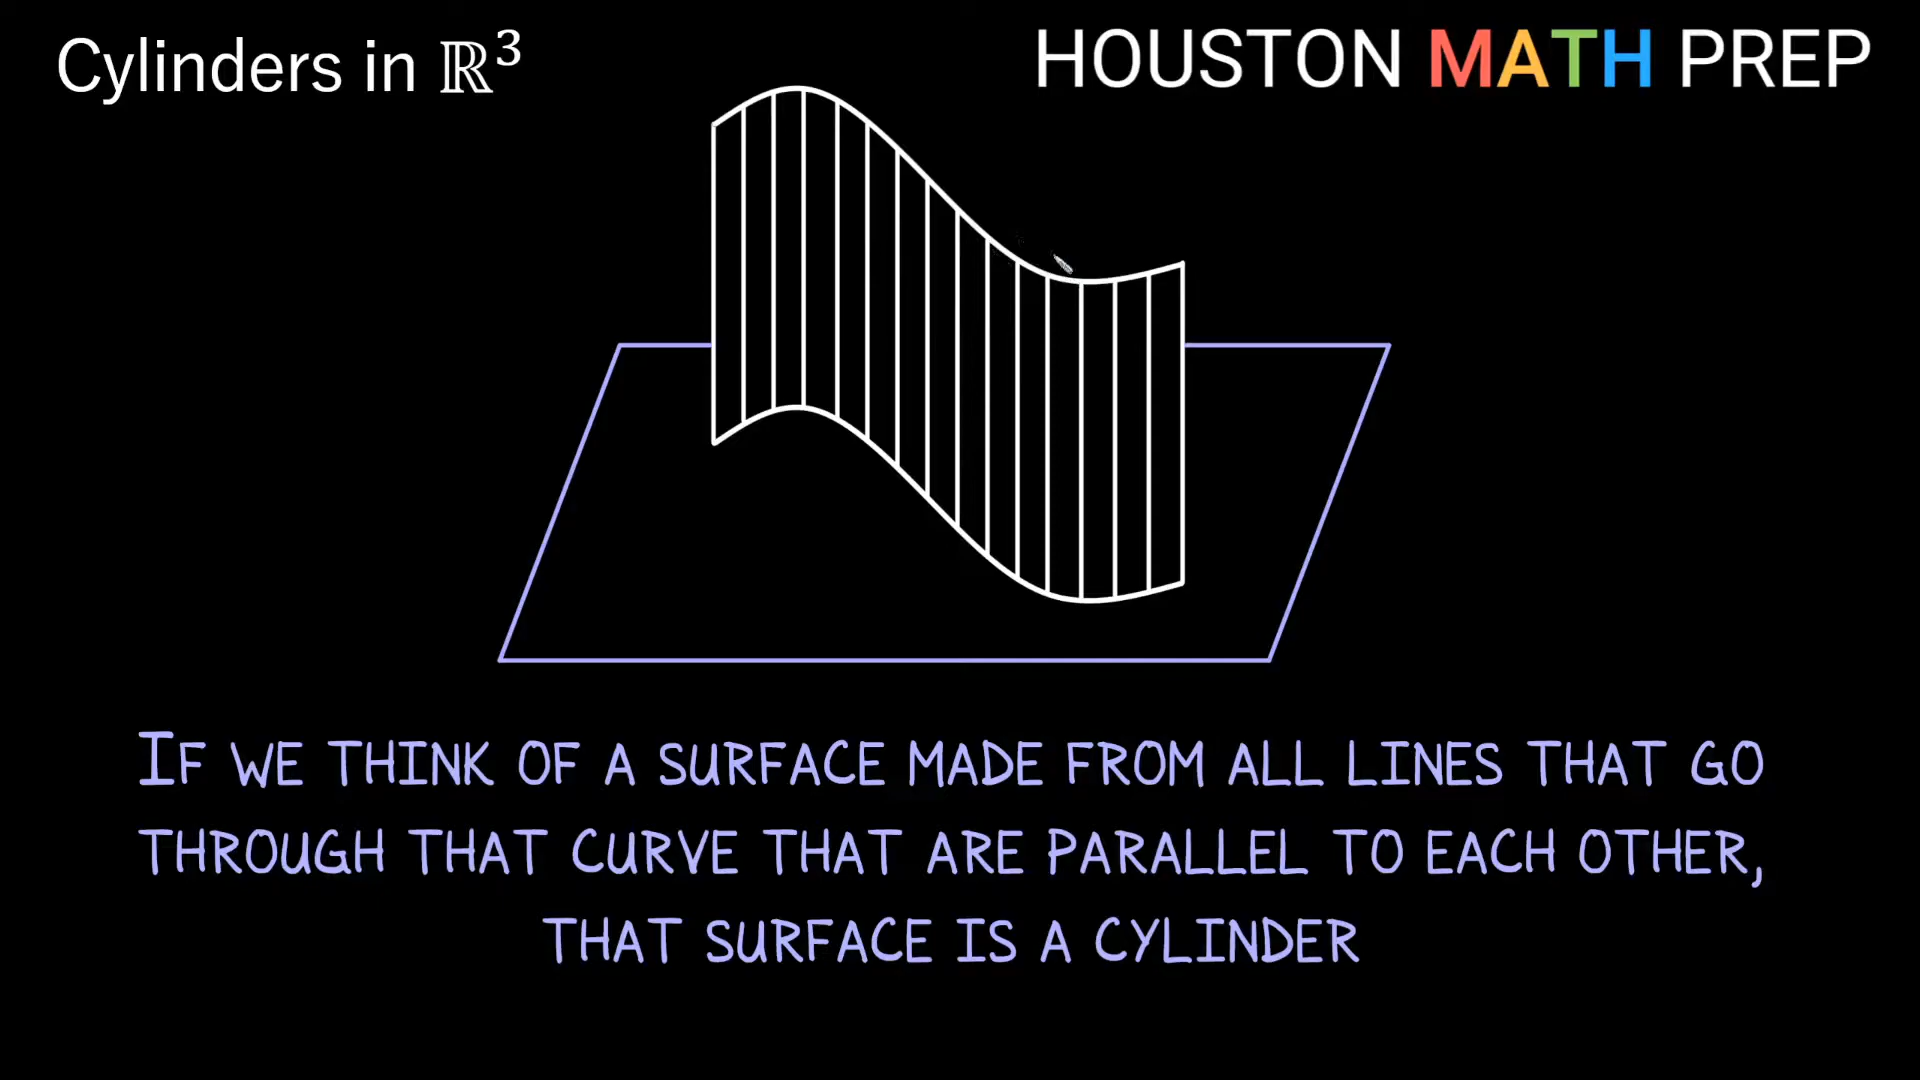 Cylinders in ℝ³
HOUSTON MATH PREP
IF WE THINK OF A SURFACE MADE FROM ALL LINES THAT GO
THROUGH THAT CURVE THAT ARE PARALLEL TO EACH OTHER,
THAT SURFACE IS A CYLINDER